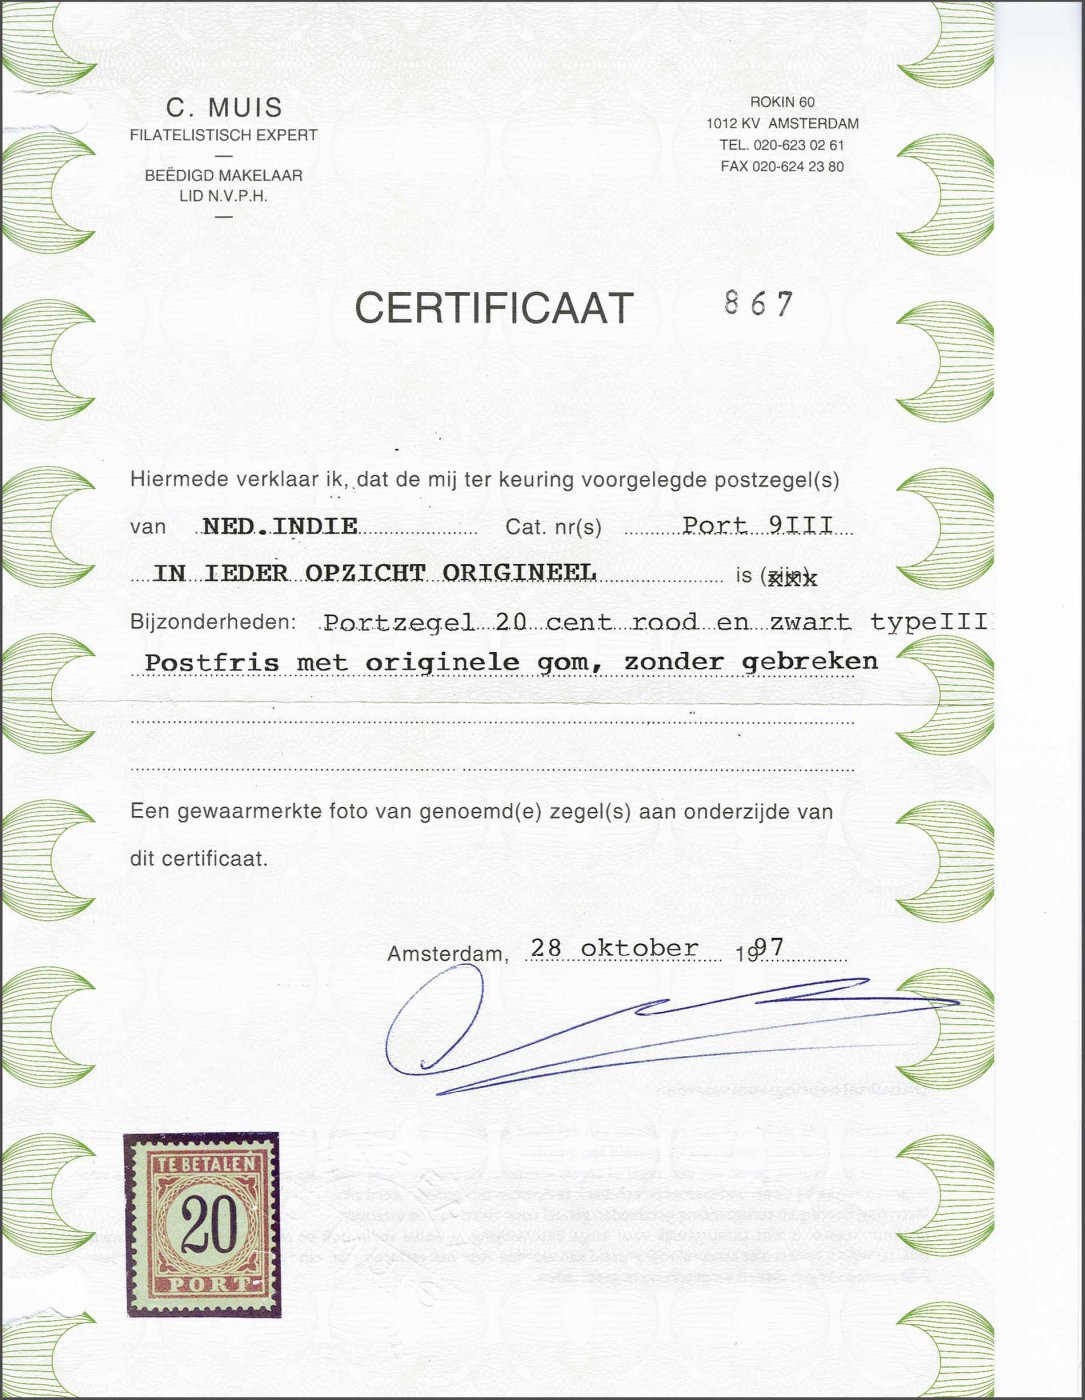 C. MUIS
FILATELISTISCH EXPERT
BEËDIGD MAKELAAR
LID N.V.P.H.
ROKIN 60
1012 KV AMSTERDAM
TEL. 020-623 02 61
FAX 020-624 23 80
CERTIFICAAT 867
Hiermede verklaar ik, dat de mij ter keuring voorgelegde postzegel(s)
van NED.INDIE Cat. nr(s) Port 9III
IN IEDER OPZICHT ORIGINEEL is (zijn)
Bijzonderheden: Portzegel 20 cent rood en zwart typeIII
Postfris met originele gom, zonder gebreken
Een gewaarmerkte foto van genoemd(e) zegel(s) aan onderzijde van
dit certificaat.
Amsterdam, 28 oktober 1997
TE BETALEN
20
PORT